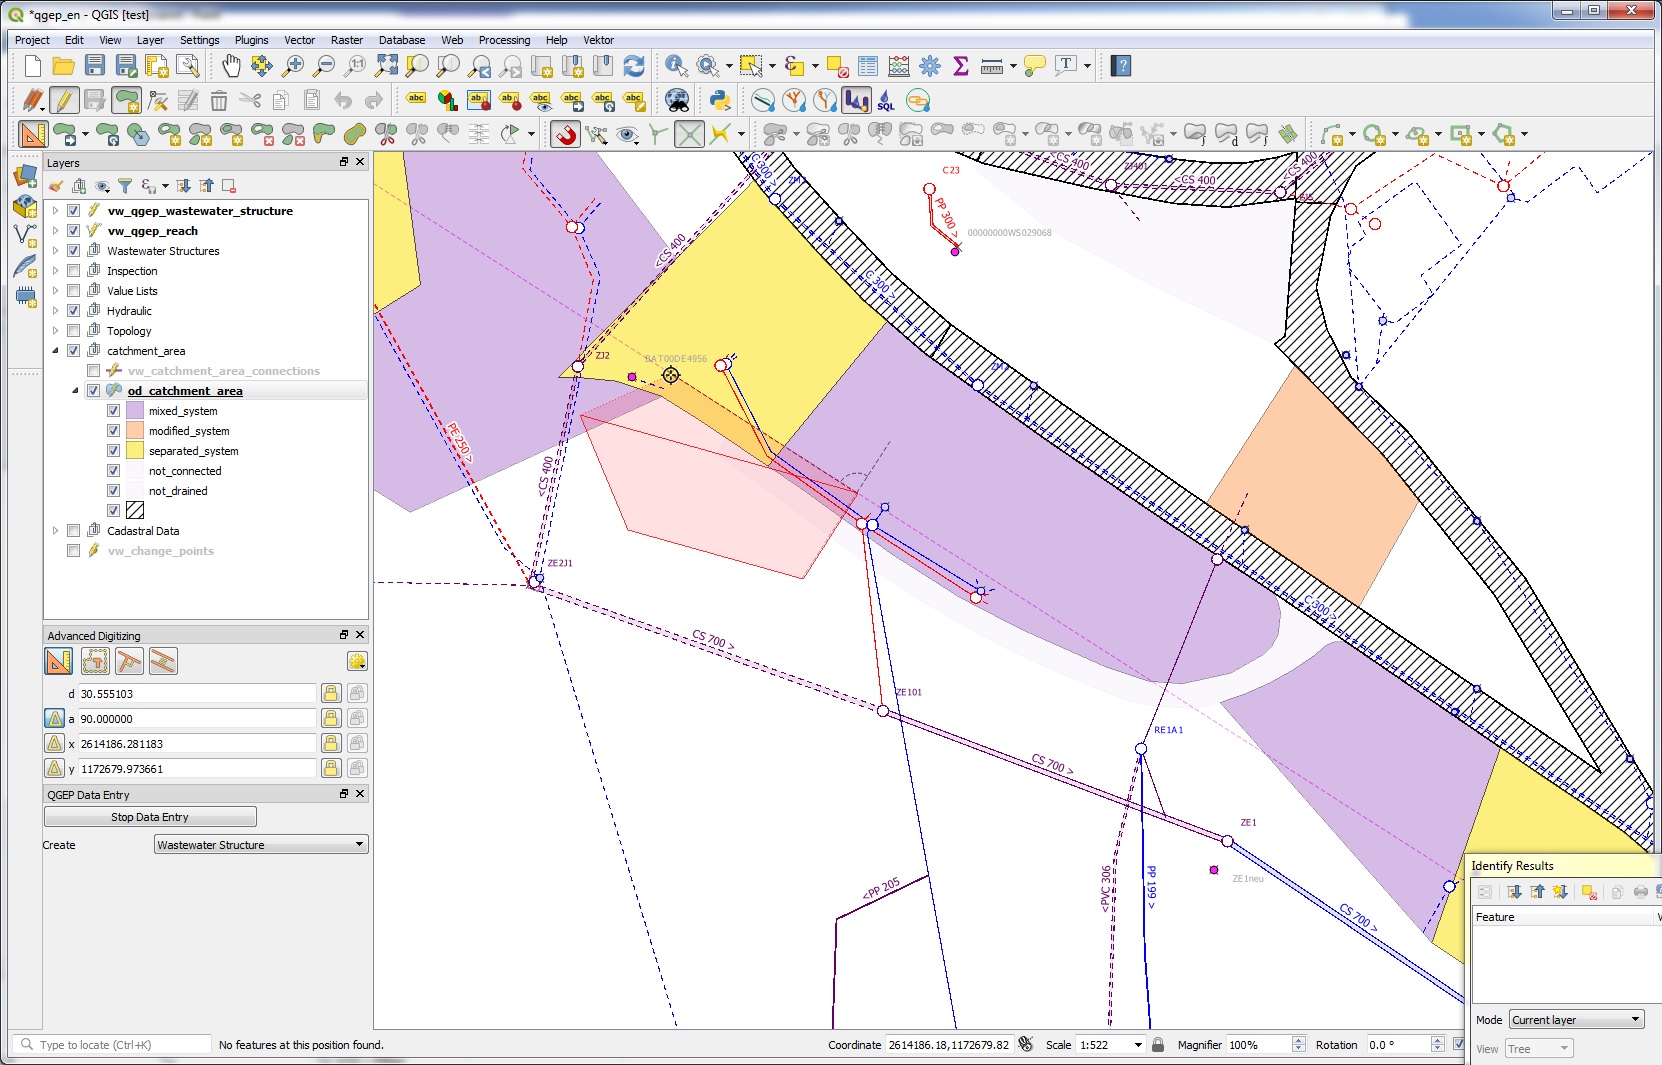 *qgep_en - QGIS [test]
Project Edit View Layer Settings Plugins Vector Raster Database Web Processing Help Vektor
Layers
vw_qgep_wastewater_structure
vw_qgep_reach
Wastewater Structures
Inspection
Value Lists
Hydraulic
Topology
catchment_area
vw_catchment_area_connections
od_catchment_area
mixed_system
modified_system
separated_system
not_connected
not_drained
Cadastral Data
vw_change_points
Advanced Digitizing
d 30.555103
a 90.000000
x 2614186.281183
y 1172679.973661
QGEP Data Entry
Stop Data Entry
Create Wastewater Structure
C23
PP 300 >
00000000WS029068
<CS 400
<CS 400
<CS 400
<CS 400
C 300 >
C 300 >
ZJ2
BAT00DE4956
PE 250 >
<CS 400
ZE2J1
CS 700 >
ZE101
CS 700 >
C 300 >
RE1A1
ZE1
ZE1neu
<PVC 306
PP 199 >
<PP 205
CS 700 >
Identify Results
Feature
Mode Current layer
View Tree
Type to locate (Ctrl+K)
No features at this position found.
Coordinate 2614186.18,1172679.82
Scale 1:522
Magnifier 100%
Rotation 0.0 °